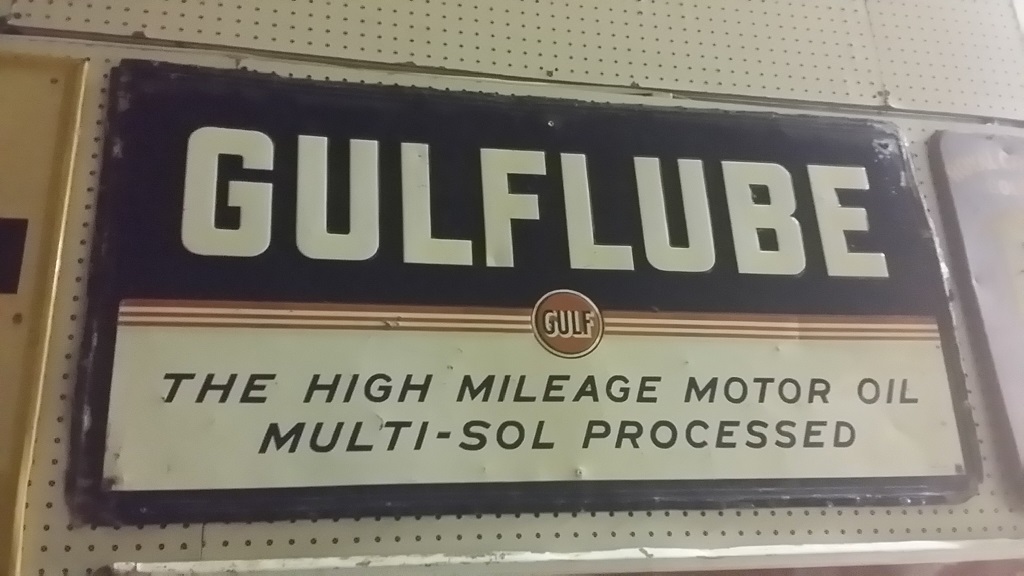 GULFLUBE
GULF
THE HIGH MILEAGE MOTOR OIL
MULTI-SOL PROCESSED